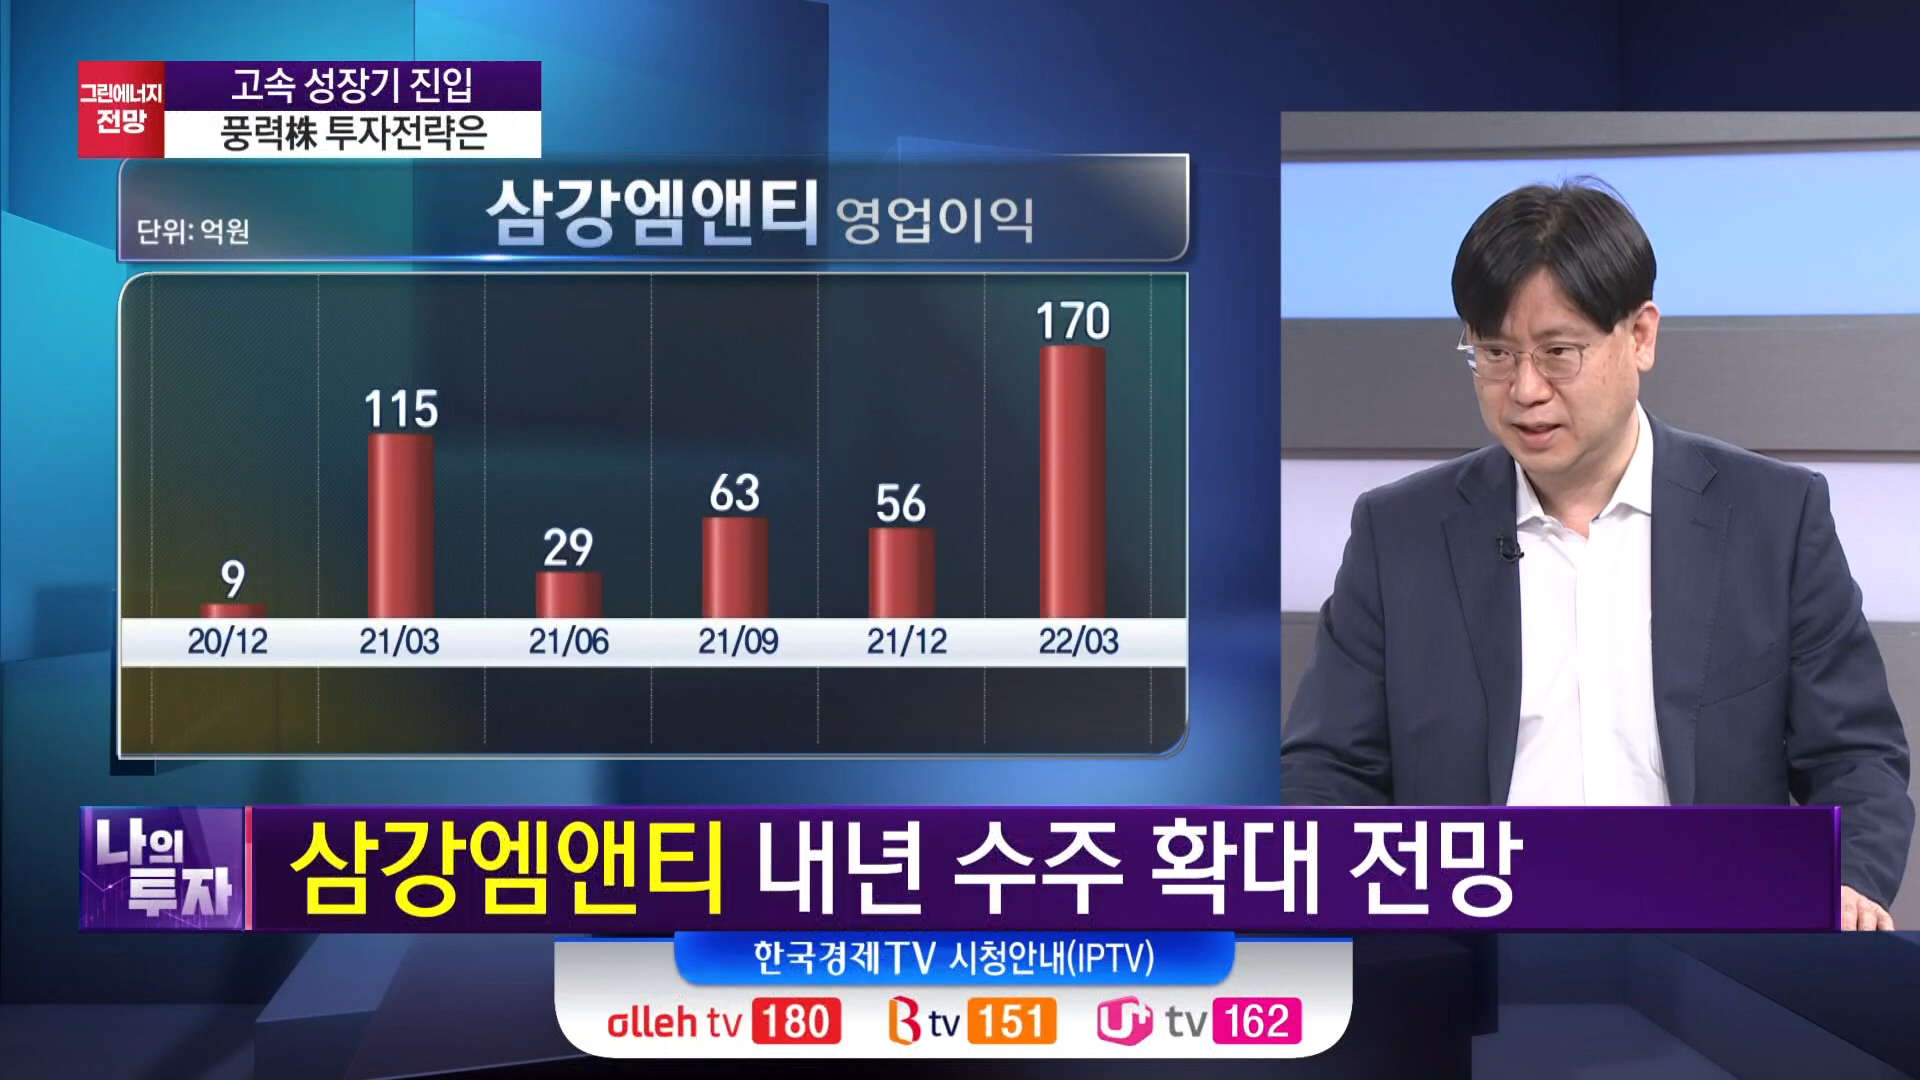 그린에너지
전망
고속 성장기 진입
풍력株 투자전략은
단위: 억원
삼강엠앤티 영업이익
9
115
29
63
56
170
20/12
21/03
21/06
21/09
21/12
22/03
나의
투자
삼강엠앤티 내년 수주 확대 전망
한국경제TV 시청안내(IPTV)
olleh tv 180
B tv 151
U+ tv 162